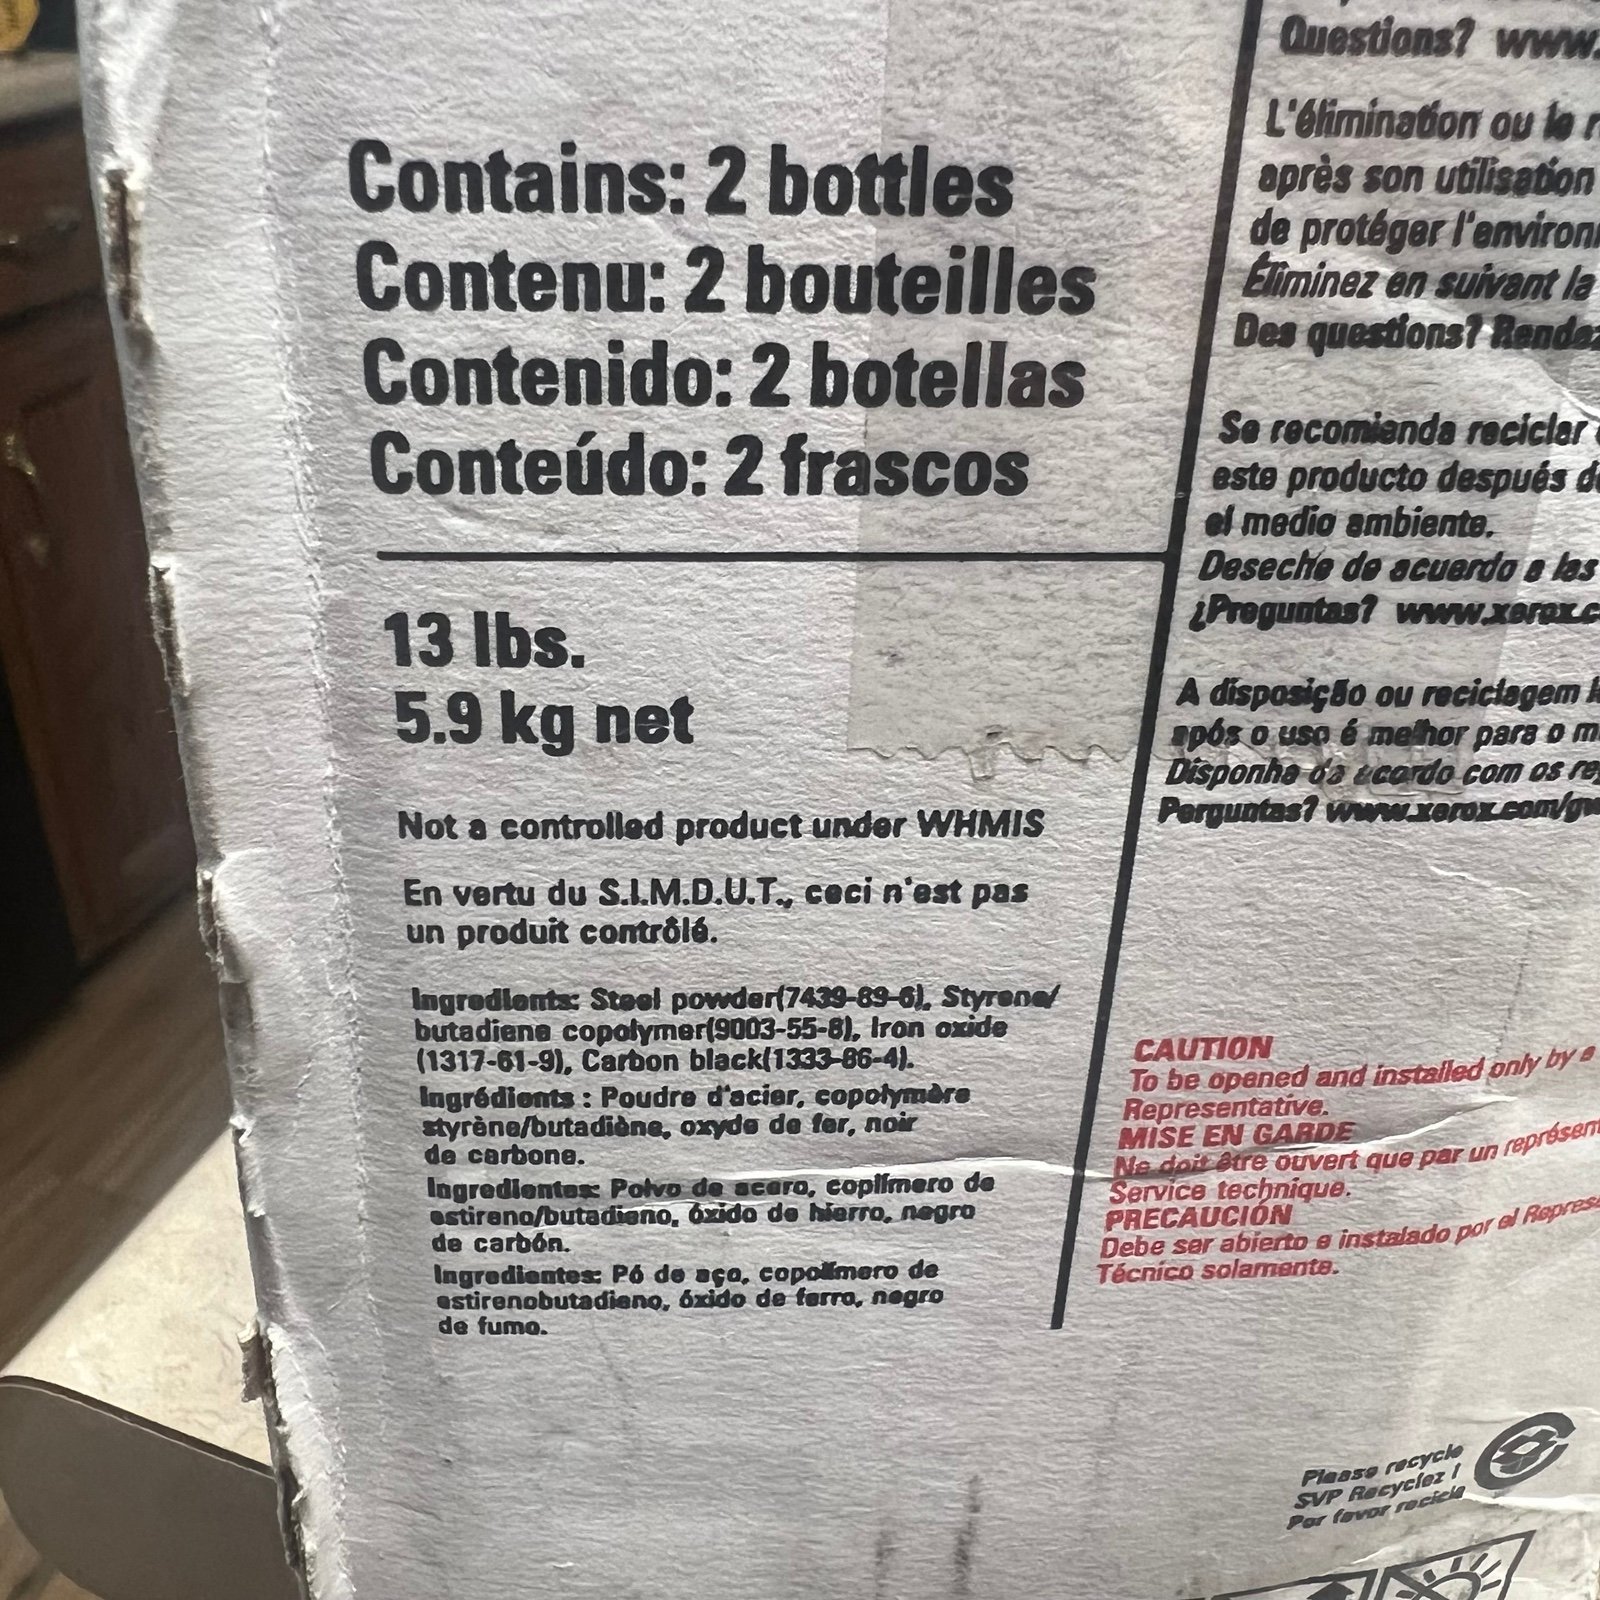 Contains: 2 bottles
Contenu: 2 bouteilles
Contenido: 2 botellas
Conteúdo: 2 frascos
13 lbs.
5.9 kg net
Not a controlled product under WHMIS
En vertu du S.I.M.D.U.T., ceci n'est pas
un produit contrôlé.
Ingredients: Steel powder(7439-89-6), Styrene/
butadiene copolymer(9003-55-8), Iron oxide
(1317-61-9), Carbon black(1333-86-4).
Ingrédients : Poudre d'acier, copolymère
styrène/butadiène, oxyde de fer, noir
de carbone.
Ingredientes: Polvo de acero, coplímero de
estireno/butadieno, óxido de hierro, negro
de carbón.
Ingredientes: Pó de aço, copolímero de
estirenobutadieno, óxido de ferro, negro
de fumo.
Questions? www.
L'élimination ou le r
après son utilisation
de protéger l'environn
Éliminez en suivant la
Des questions? Rendez
Se recomienda reciclar
este producto después d
el medio ambiente.
Deseche de acuerdo a las
¿Preguntas? www.xerox.c
A disposição ou reciclagem
após o uso é melhor para o m
Disponha de acordo com os re
Perguntas? www.xerox.com/gw
CAUTION
To be opened and installed only by a
Representative.
MISE EN GARDE
Ne doit être ouvert que par un représent
Service technique.
PRECAUCIÓN
Debe ser abierto e instalado por el Repres
Técnico solamente.
Please recycle
SVP Recyclez !
Por favor recicle